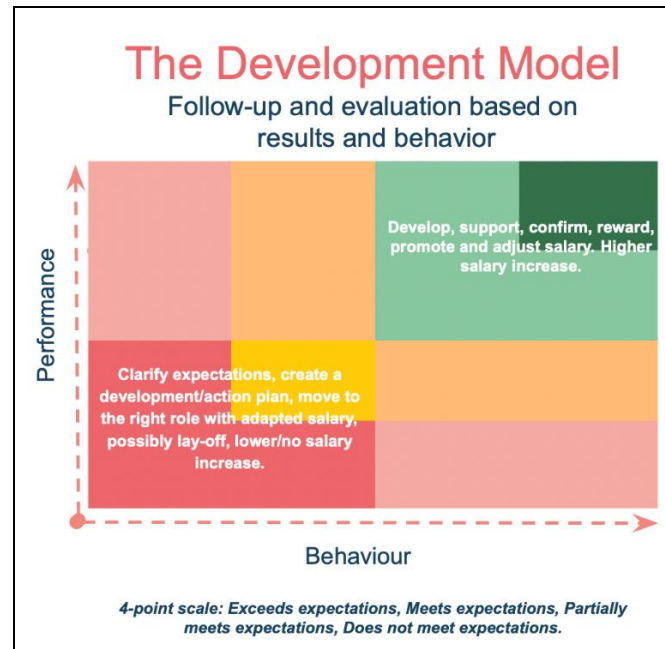 The Development Model
Follow-up and evaluation based on
results and behavior
Performance
Develop, support, confirm, reward,
promote and adjust salary. Higher
salary increase.
Clarify expectations, create a
development/action plan, move to
the right role with adapted salary,
possibly lay-off, lower/no salary
increase.
Behaviour
4-point scale: Exceeds expectations, Meets expectations, Partially
meets expectations, Does not meet expectations.